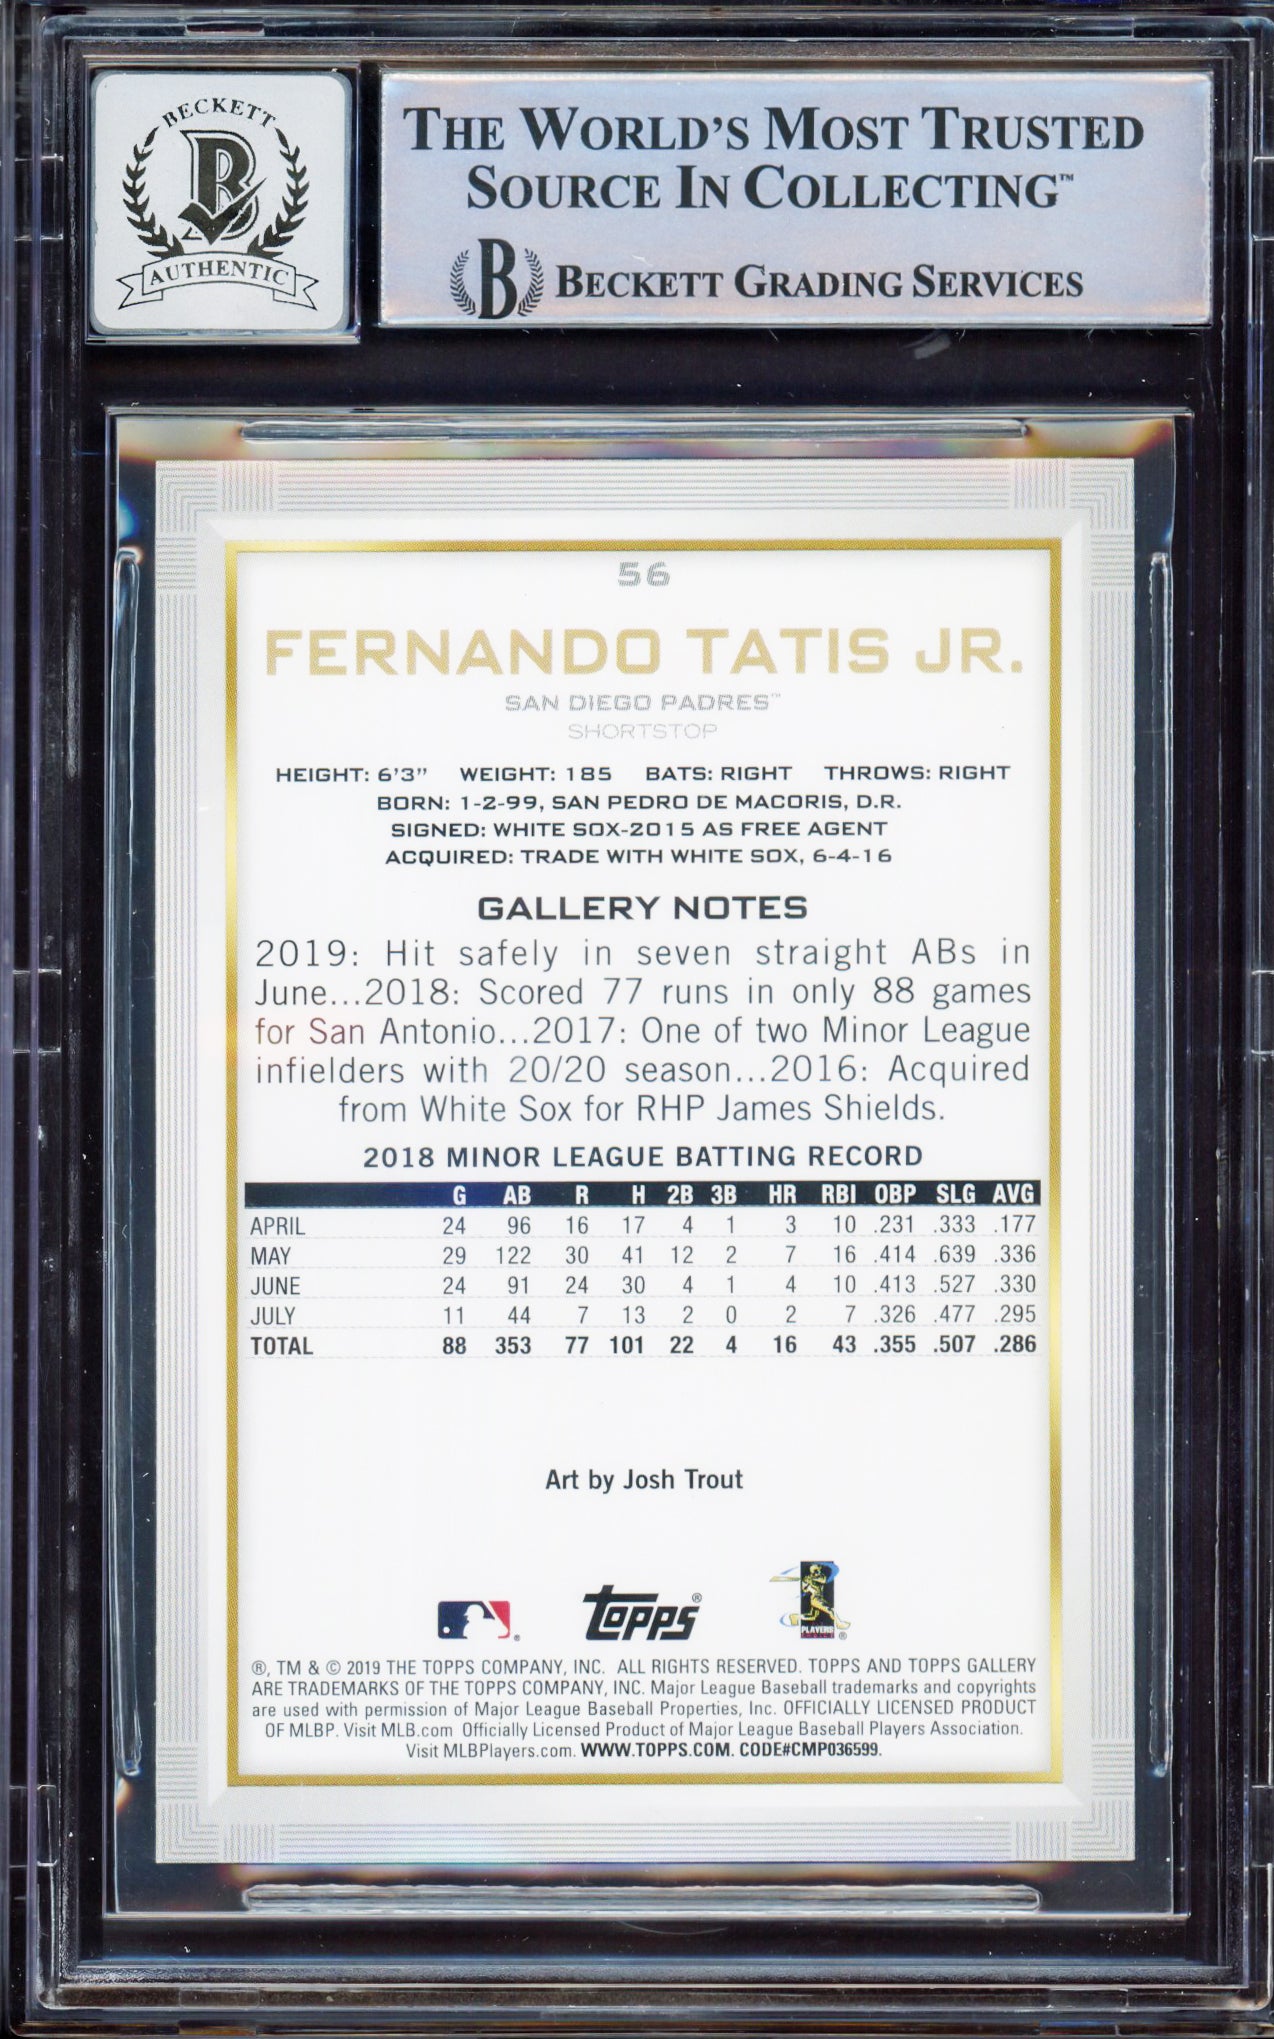 BECKETT
B
AUTHENTIC
THE WORLD'S MOST TRUSTED
SOURCE IN COLLECTING™
B BECKETT GRADING SERVICES
56
FERNANDO TATIS JR.
SAN DIEGO PADRES™
SHORTSTOP
HEIGHT: 6'3" WEIGHT: 185 BATS: RIGHT THROWS: RIGHT
BORN: 1-2-99, SAN PEDRO DE MACORIS, D.R.
SIGNED: WHITE SOX-2015 AS FREE AGENT
ACQUIRED: TRADE WITH WHITE SOX, 6-4-16
GALLERY NOTES
2019: Hit safely in seven straight ABs in
June...2018: Scored 77 runs in only 88 games
for San Antonio...2017: One of two Minor League
infielders with 20/20 season...2016: Acquired
from White Sox for RHP James Shields.
2018 MINOR LEAGUE BATTING RECORD
G AB R H 2B 3B HR RBI OBP SLG AVG
APRIL 24 96 16 17 4 1 3 10 .231 .333 .177
MAY 29 122 30 41 12 2 7 16 .414 .639 .336
JUNE 24 91 24 30 4 1 4 10 .413 .527 .330
JULY 11 44 7 13 2 0 2 7 .326 .477 .295
TOTAL 88 353 77 101 22 4 16 43 .355 .507 .286
Art by Josh Trout
topps®
PLAYERS
®, TM & © 2019 THE TOPPS COMPANY, INC. ALL RIGHTS RESERVED. TOPPS AND TOPPS GALLERY
ARE TRADEMARKS OF THE TOPPS COMPANY, INC. Major League Baseball trademarks and copyrights
are used with permission of Major League Baseball Properties, Inc. OFFICIALLY LICENSED PRODUCT
OF MLBP. Visit MLB.com Officially Licensed Product of Major League Baseball Players Association.
Visit MLBPlayers.com. WWW.TOPPS.COM. CODE#CMP036599.